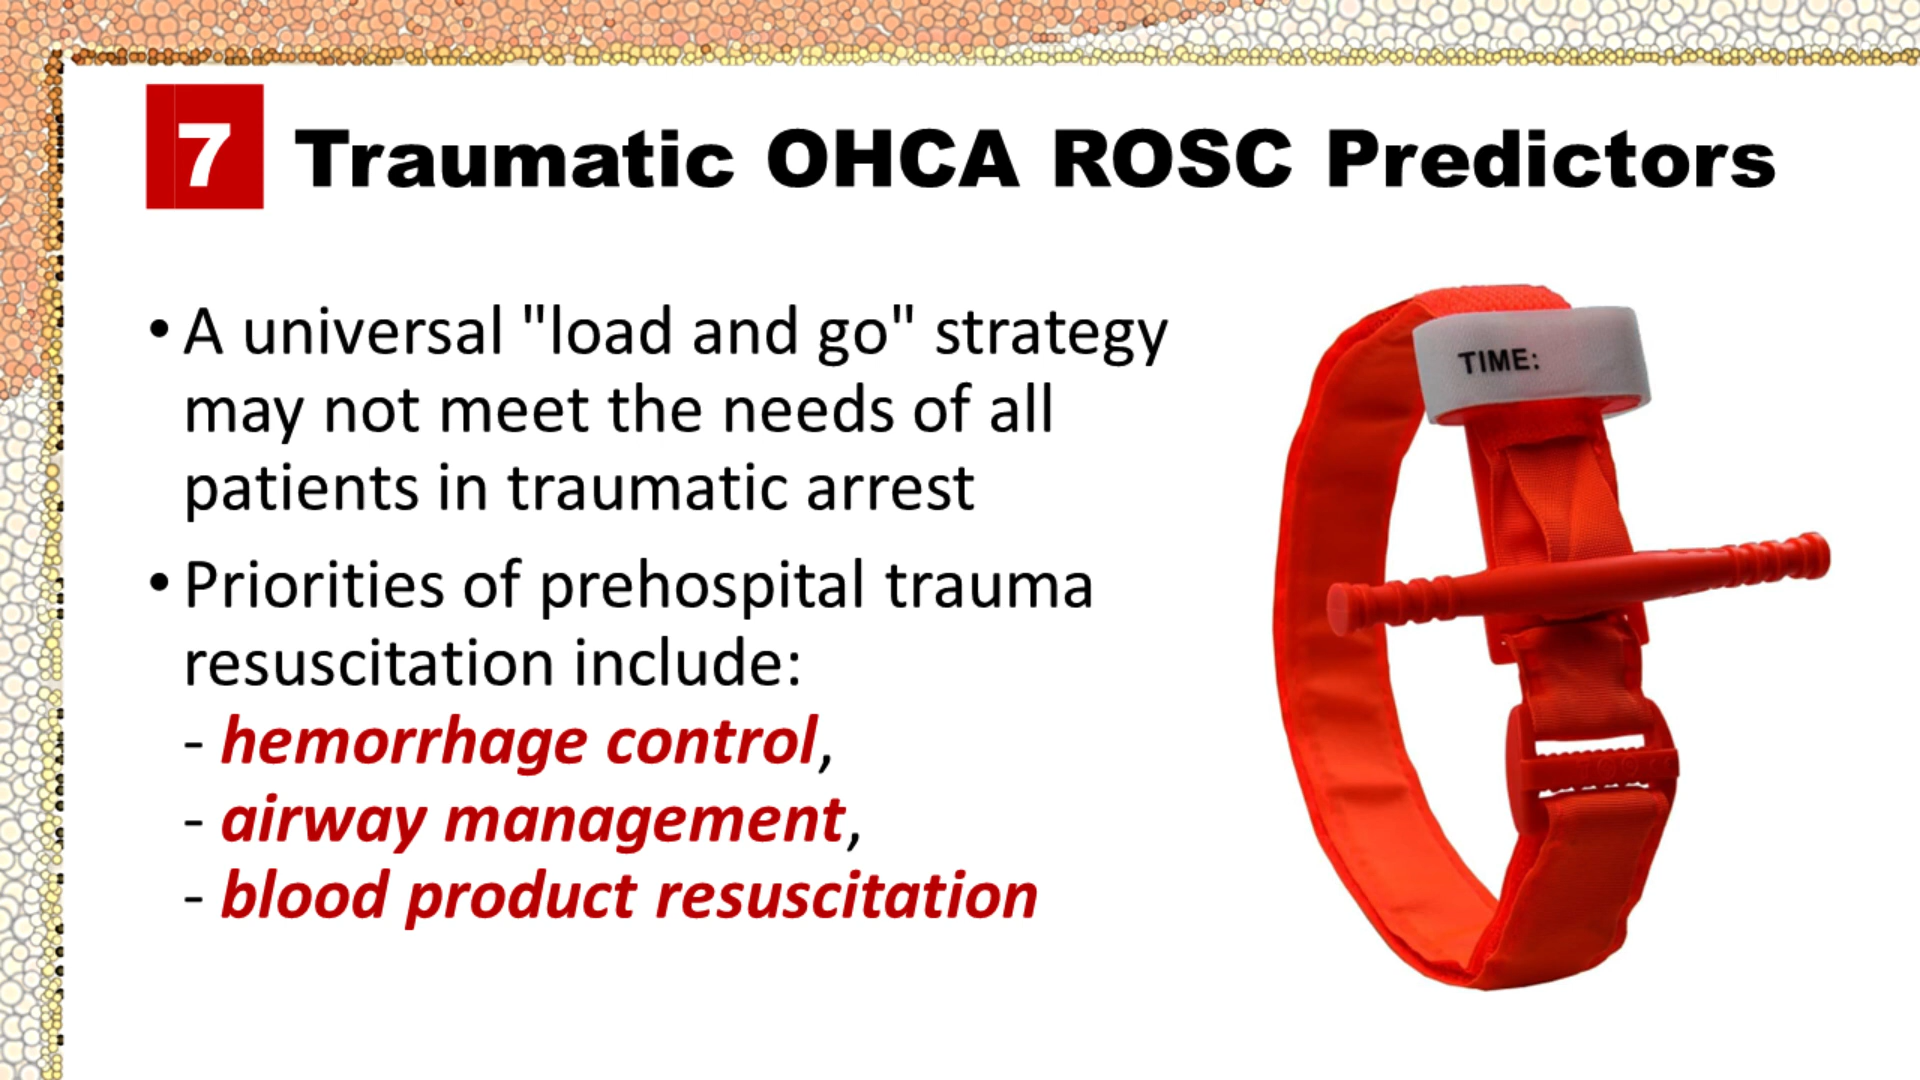 7 Traumatic OHCA ROSC Predictors
• A universal "load and go" strategy
may not meet the needs of all
patients in traumatic arrest
• Priorities of prehospital trauma
resuscitation include:
- hemorrhage control,
- airway management,
- blood product resuscitation
TIME: